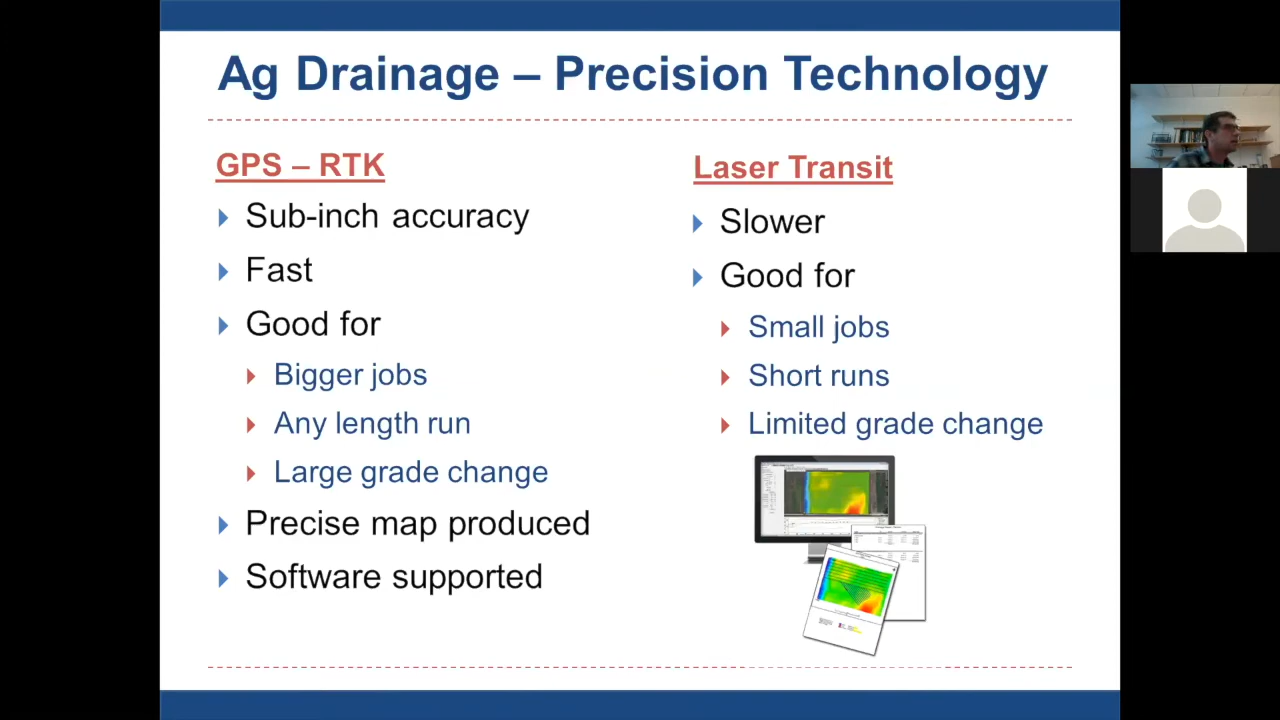 Ag Drainage – Precision Technology
GPS – RTK
Sub-inch accuracy
Fast
Good for
Bigger jobs
Any length run
Large grade change
Precise map produced
Software supported
Laser Transit
Slower
Good for
Small jobs
Short runs
Limited grade change